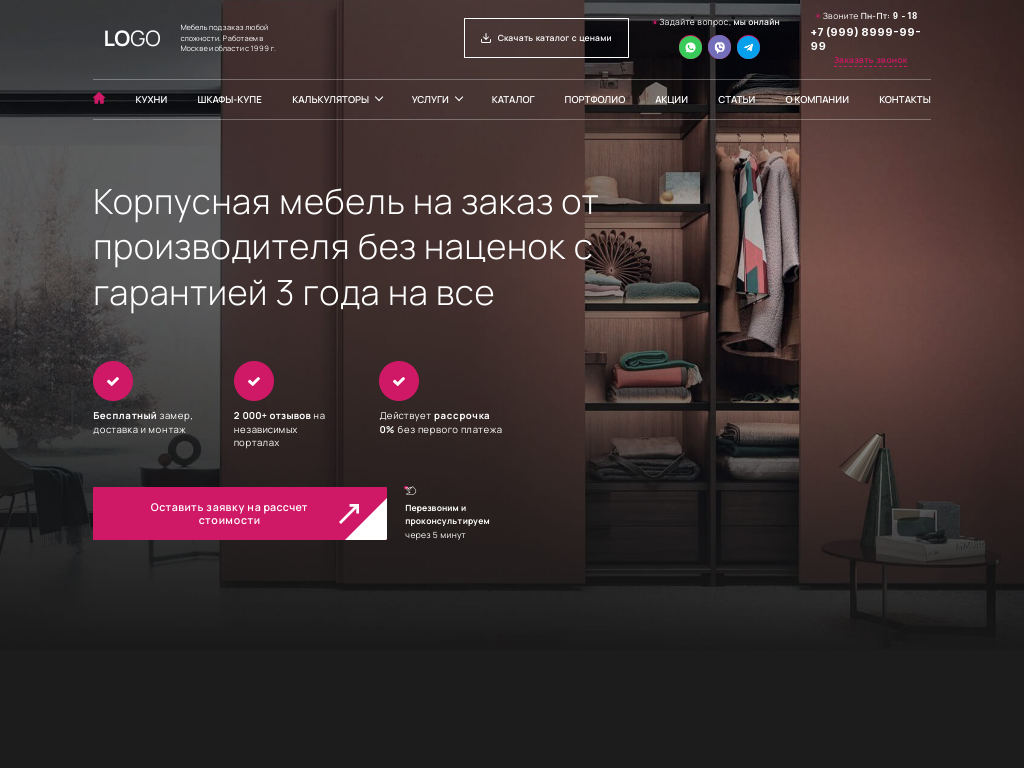 LOGO
Мебель под заказ любой
сложности. Работаем в
Москве и области с 1999 г.
Скачать каталог с ценами
Задайте вопрос, мы онлайн
Звоните Пн-Пт: 9 - 18
+7 (999) 8999-99-
99
Заказать звонок
КУХНИ ШКАФЫ-КУПЕ КАЛЬКУЛЯТОРЫ УСЛУГИ КАТАЛОГ ПОРТФОЛИО АКЦИИ СТАТЬИ О КОМПАНИИ КОНТАКТЫ
Корпусная мебель на заказ от
производителя без наценок с
гарантией 3 года на все
Бесплатный замер,
доставка и монтаж
2 000+ отзывов на
независимых
порталах
Действует рассрочка
0% без первого платежа
Оставить заявку на рассчет
стоимости
Перезвоним и
проконсультируем
через 5 минут